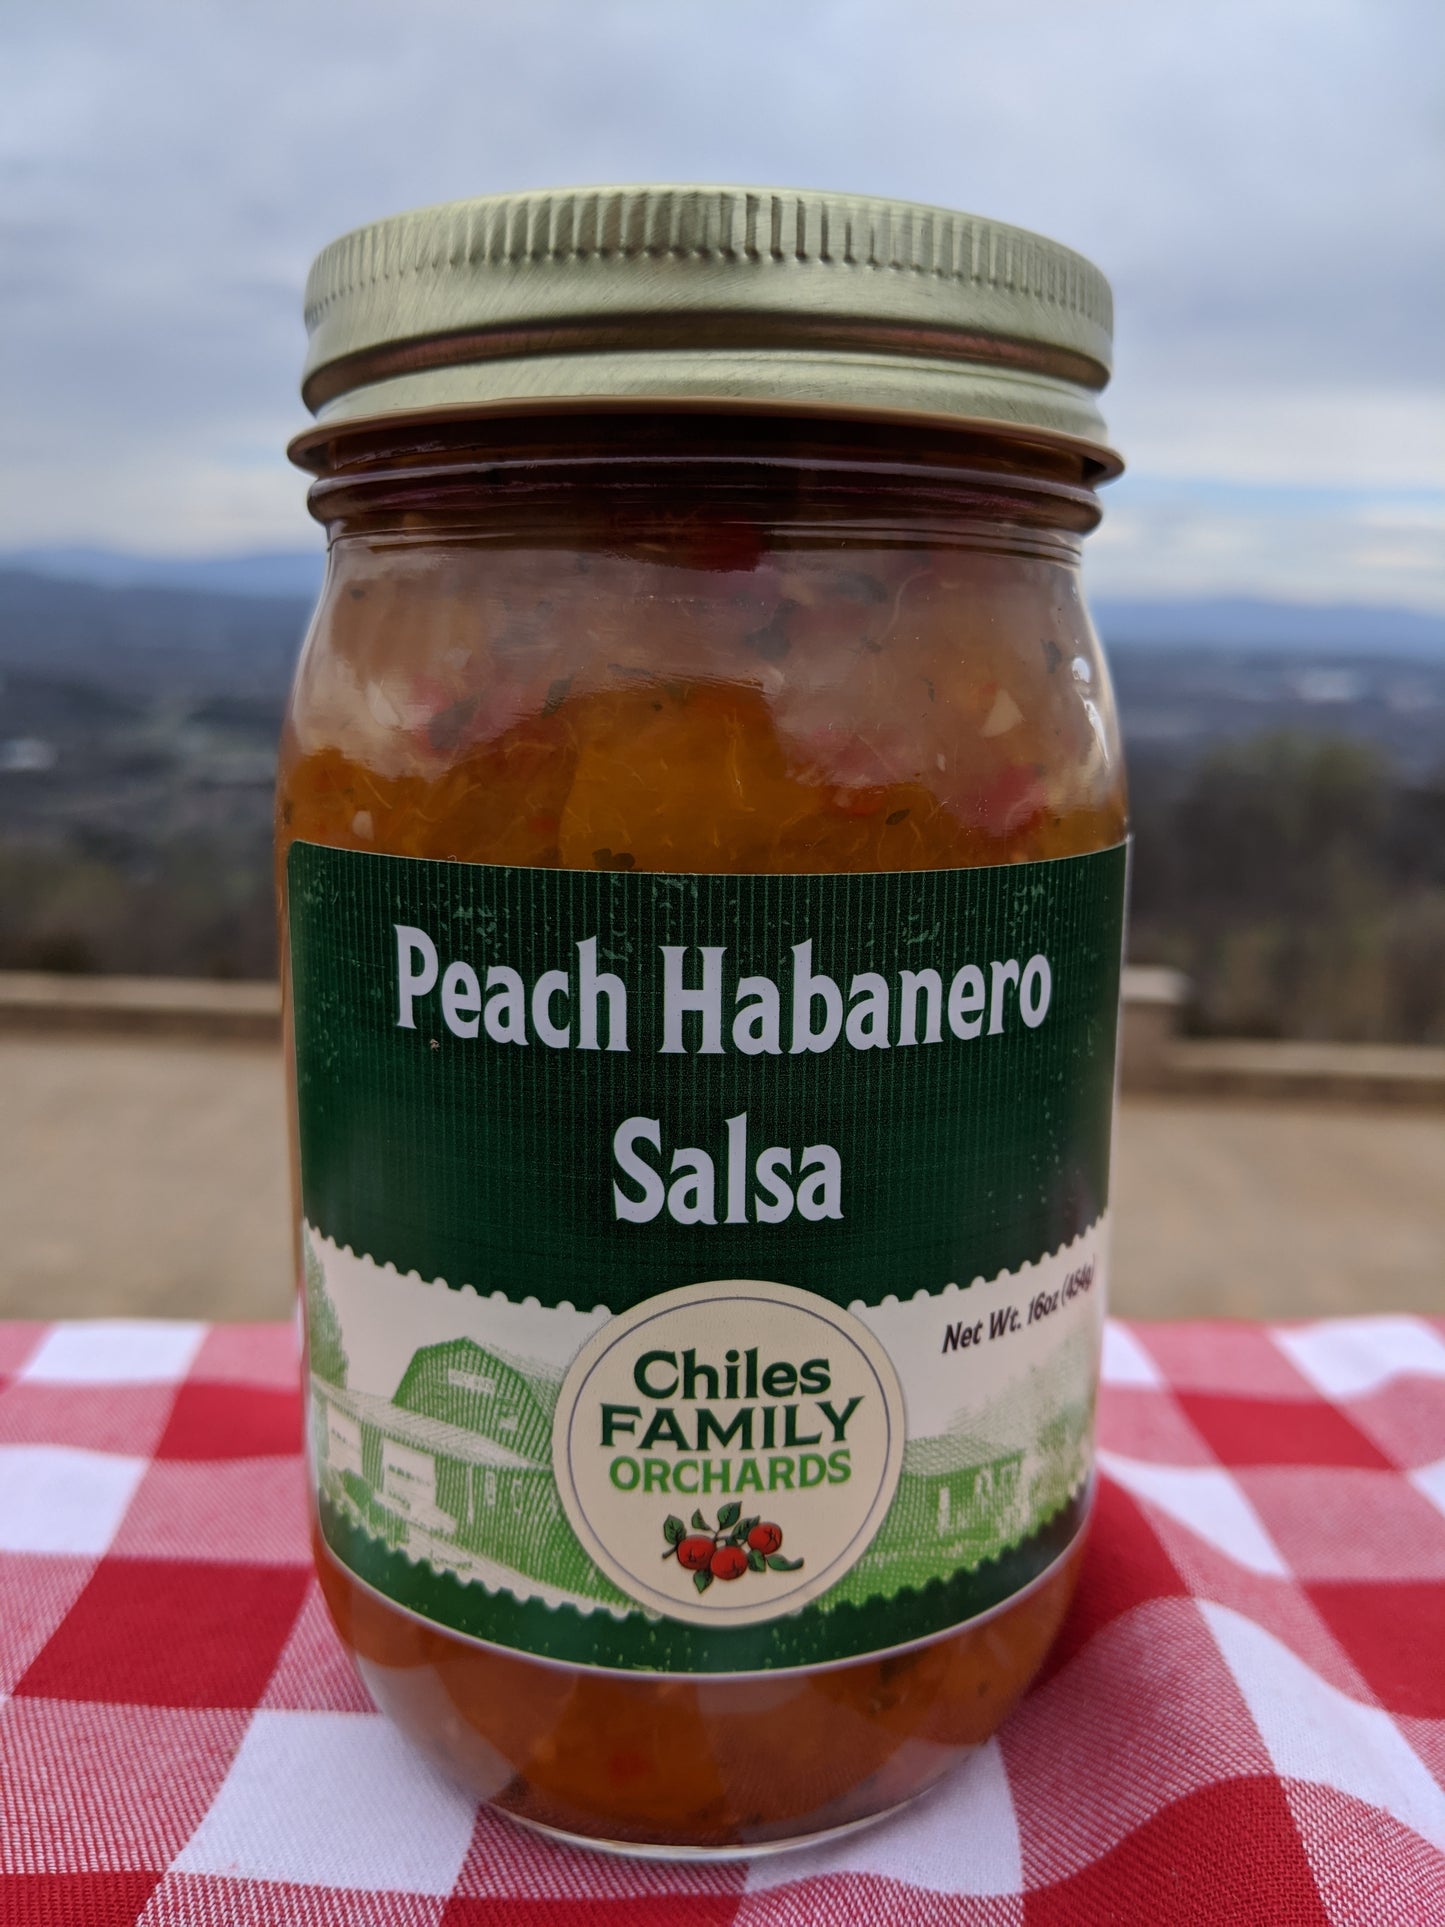 Peach Habanero
Salsa
Net Wt. 16oz (454g)
Chiles
FAMILY
ORCHARDS